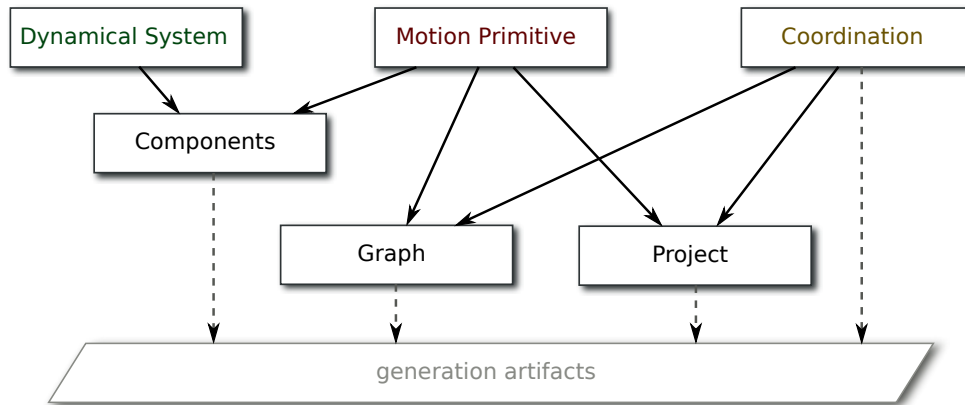 Dynamical System
Motion Primitive
Coordination
Components
Graph
Project
generation artifacts